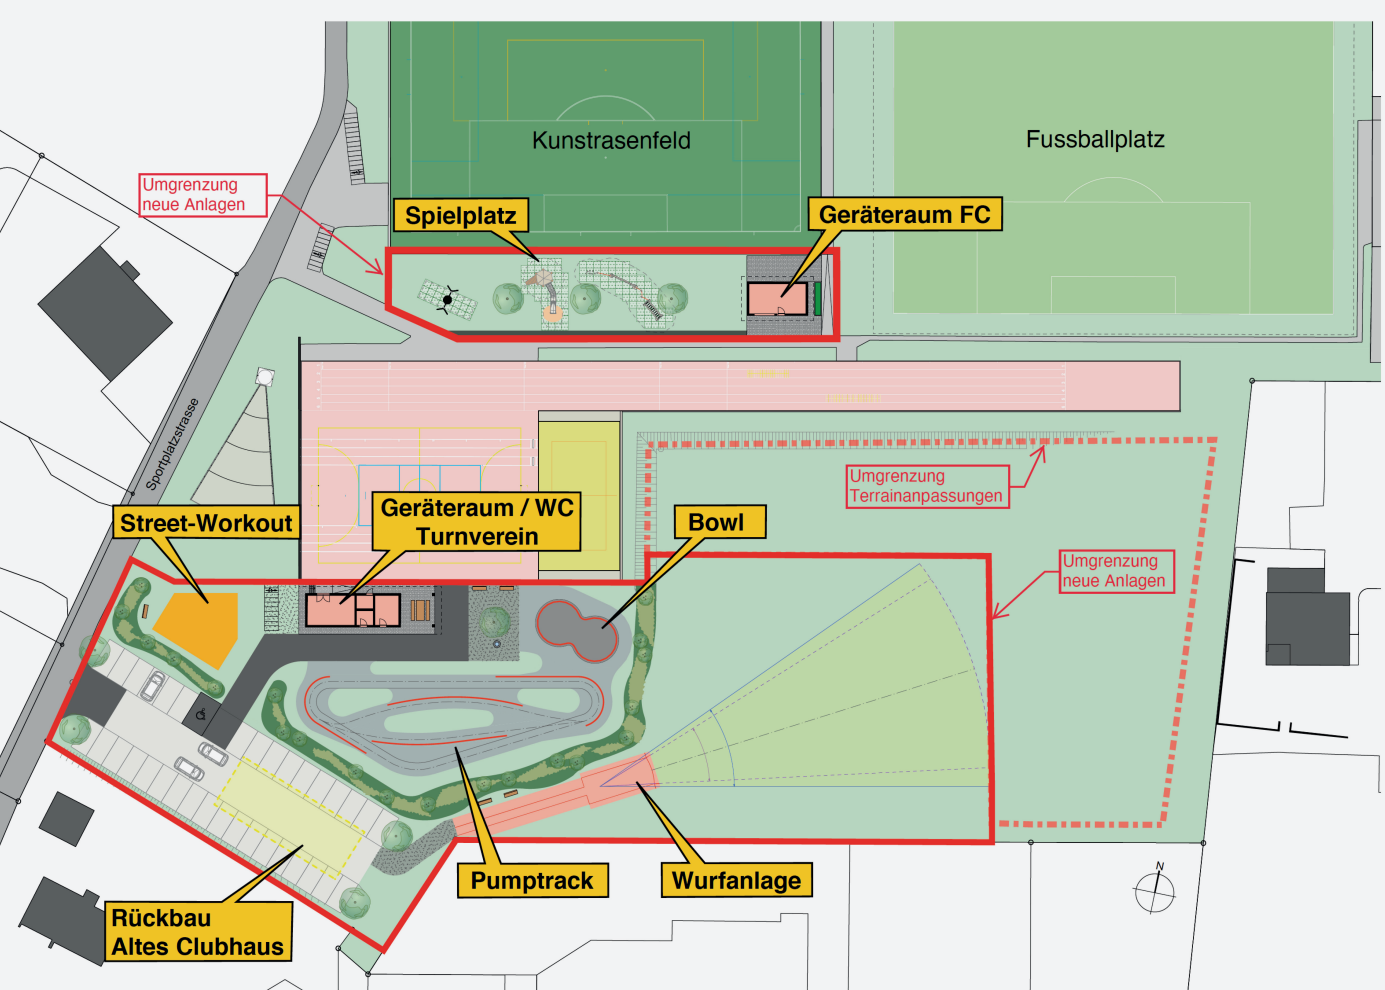 Kunstrasenfeld
Fussballplatz
Umgrenzung
neue Anlagen
Spielplatz
Geräteraum FC
Sportplatzstrasse
Umgrenzung
Terrainanpassungen
Street-Workout
Geräteraum / WC
Turnverein
Bowl
Umgrenzung
neue Anlagen
Pumptrack
Wurfanlage
N
Rückbau
Altes Clubhaus